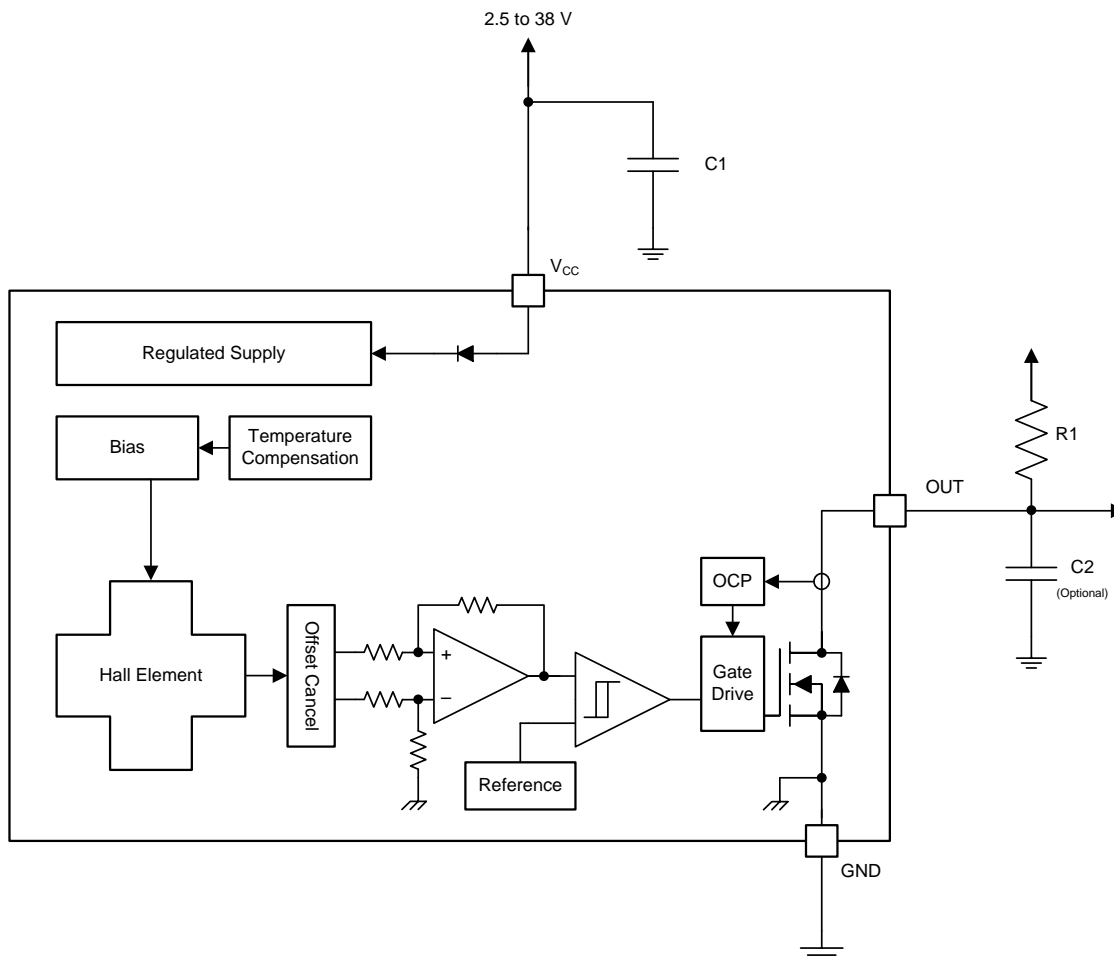 2.5 to 38 V
C1
VCC
Regulated Supply
Bias
Temperature
Compensation
R1
OUT
OCP
C2
(Optional)
Hall Element
Offset Cancel
+
–
Gate
Drive
Reference
GND